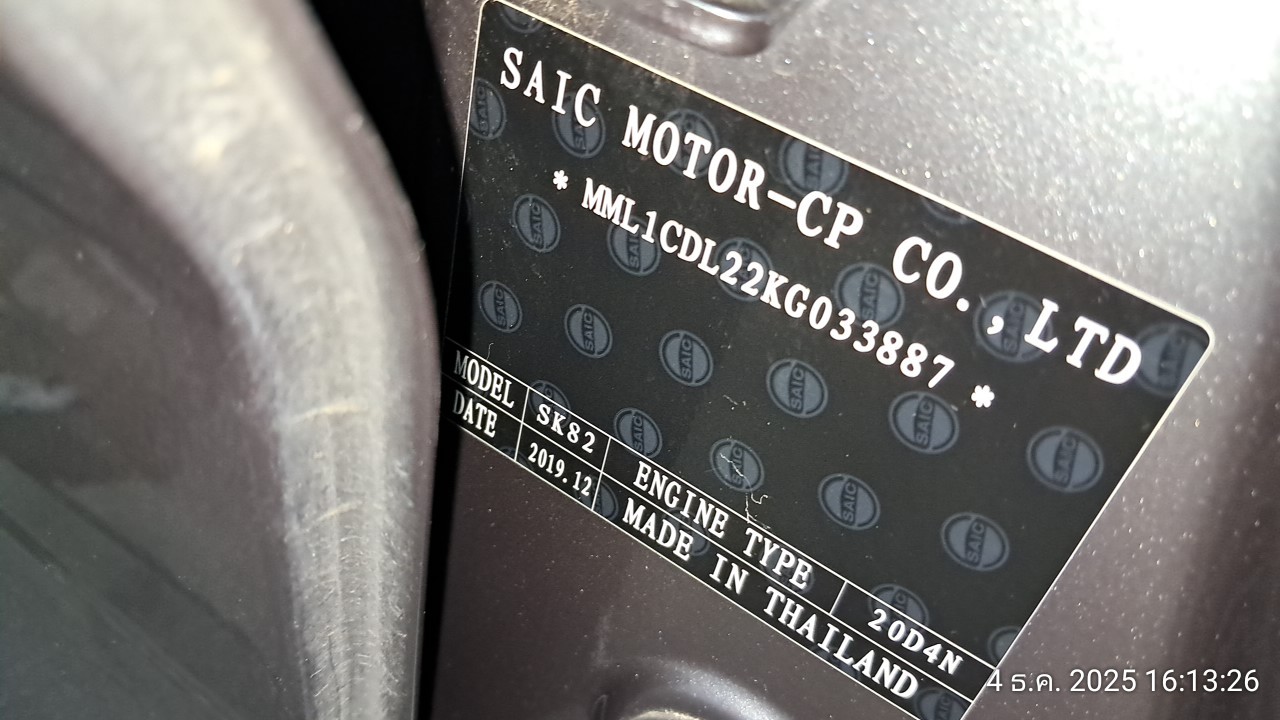 SAIC MOTOR-CP CO.,LTD
* MML1CDL22KG033887 *
MODEL SK82 ENGINE TYPE 20D4N
DATE 2019.12 MADE IN THAILAND
4 ธ.ค. 2025 16:13:26